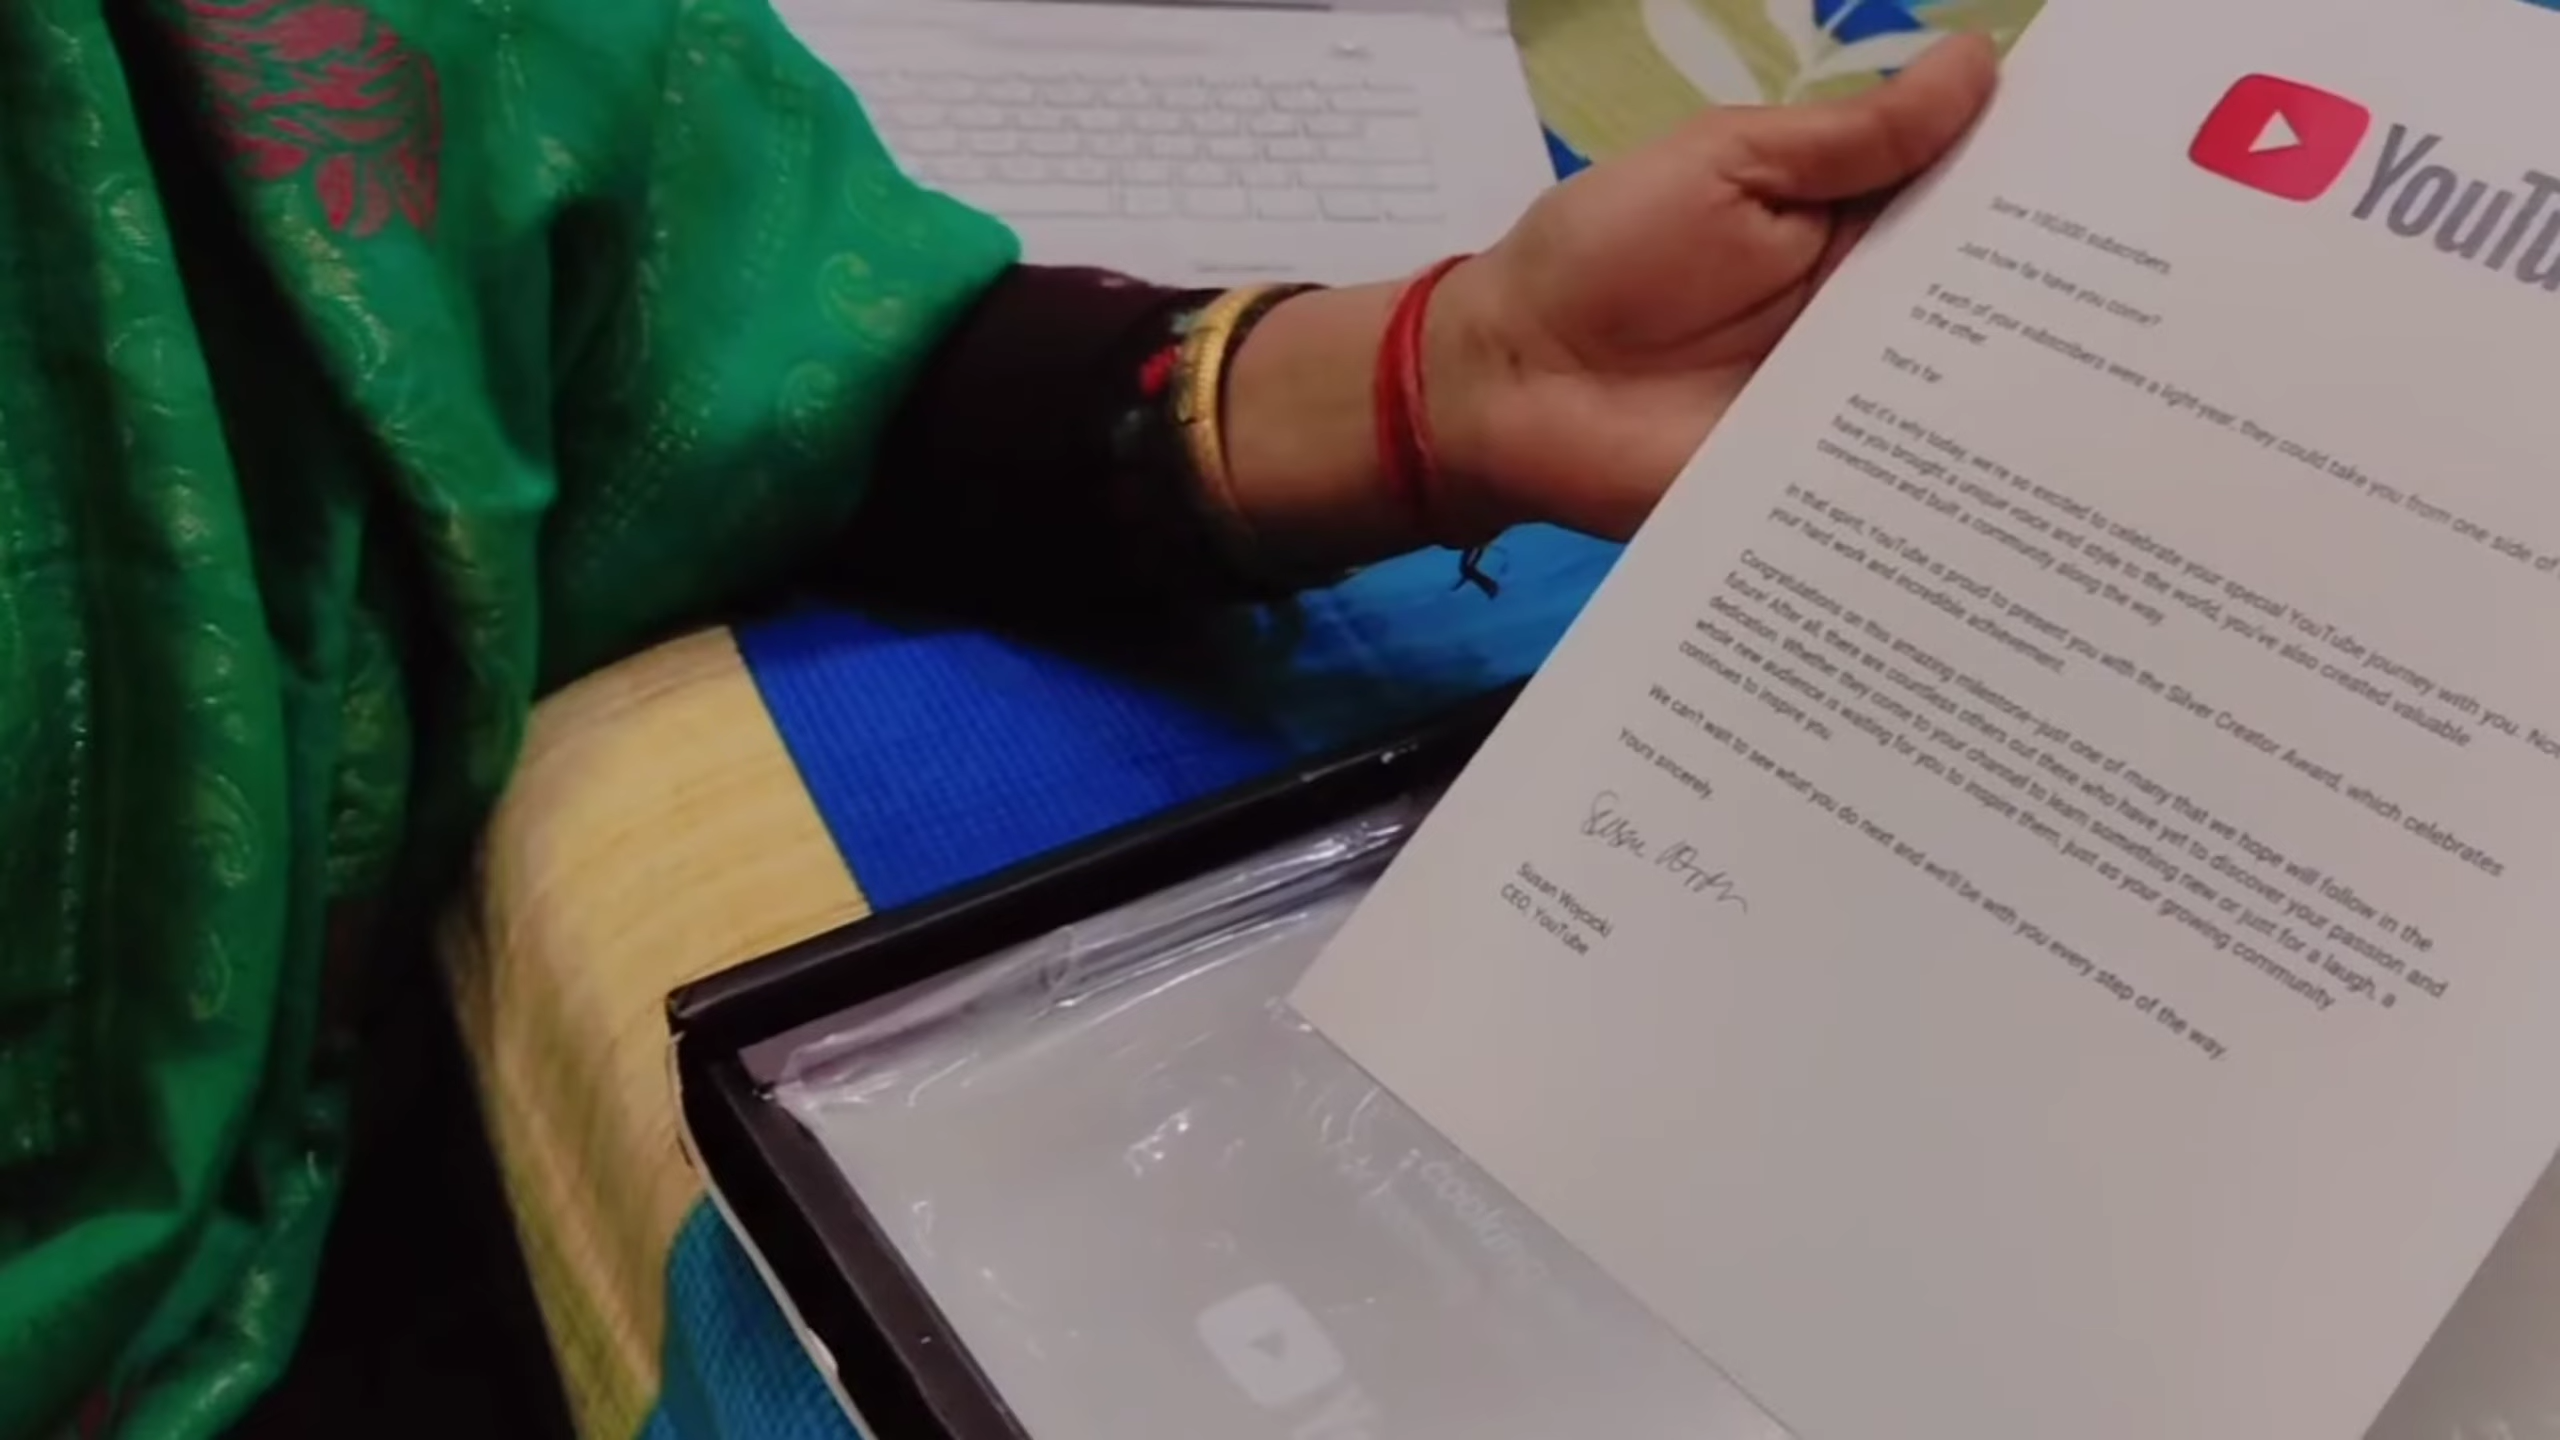 YouTu
Some 100,000 subscribers.
Just how far have you come?
If each of your subscribers were a light-year, they could take you from one side of
to the other.
That's far.
And it's why today, we're so excited to celebrate your special YouTube journey with you. Not
have you brought a unique voice and style to the world, you've also created valuable
connections and built a community along the way.
In that spirit, YouTube is proud to present you with the Silver Creator Award, which celebrates
your hard work and incredible achievement.
Congratulations on this amazing milestone—just one of many that we hope will follow in the
future! After all, there are countless others out there who have yet to discover your passion and
dedication. Whether they come to your channel to learn something new or just for a laugh, a
whole new audience is waiting for you to inspire them, just as your growing community
continues to inspire you.
We can't wait to see what you do next and we'll be with you every step of the way.
Yours sincerely,
Susan Wojcicki
CEO, YouTube
cooking